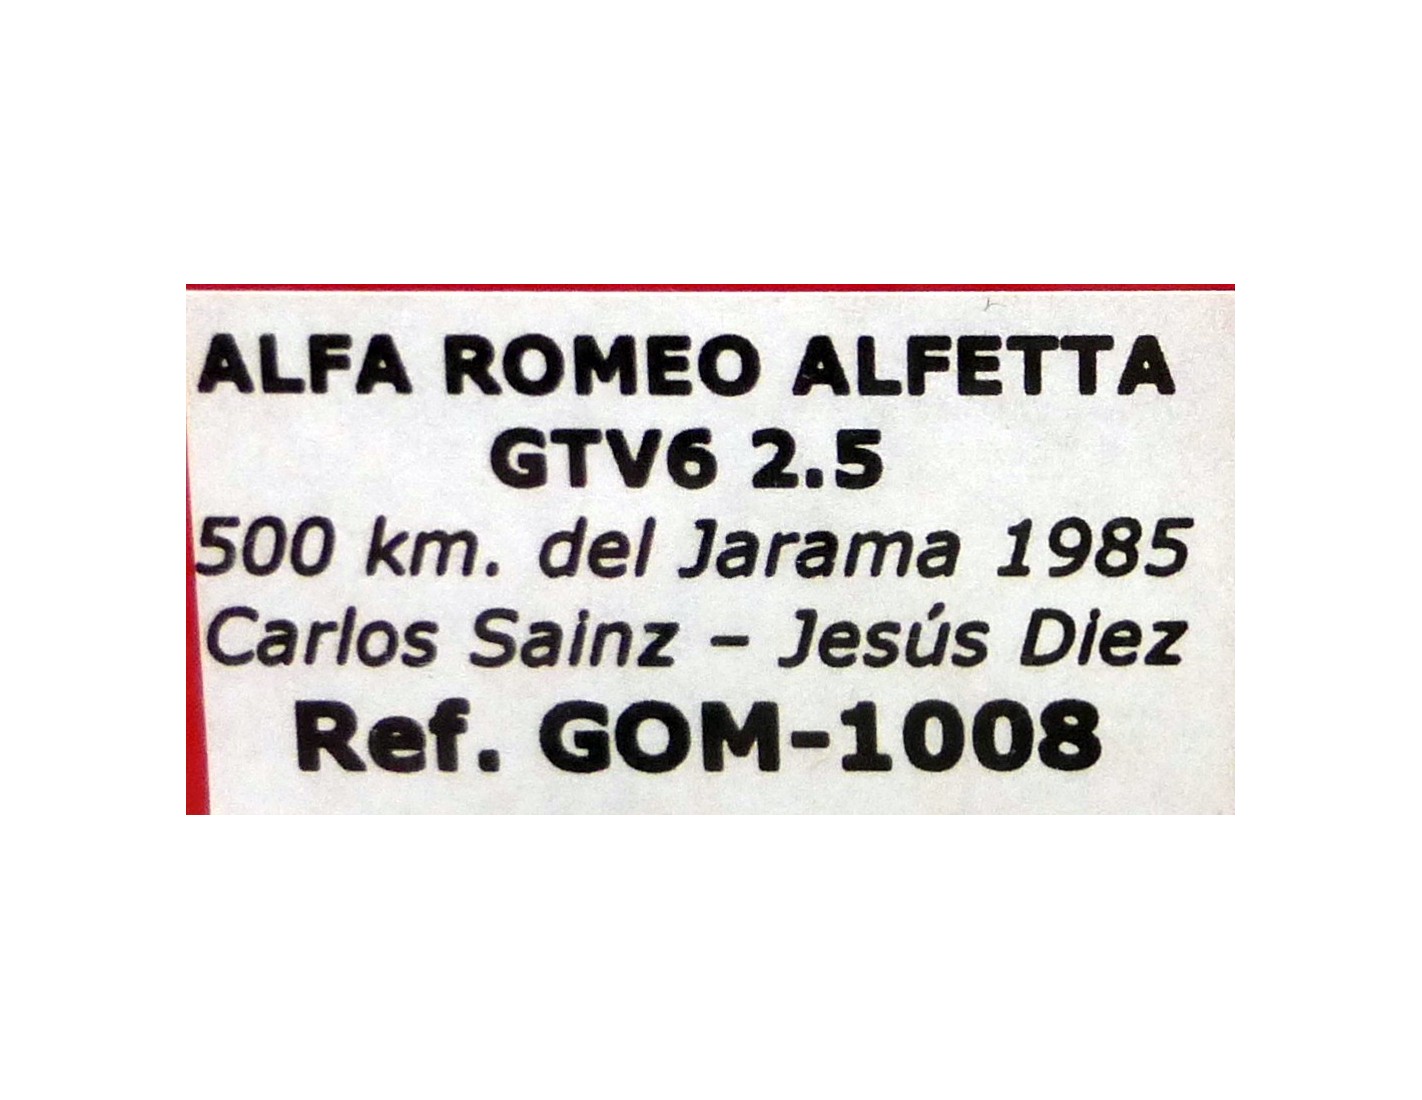 ALFA ROMEO ALFETTA
GTV6 2.5
500 km. del Jarama 1985
Carlos Sainz – Jesús Diez
Ref. GOM-1008